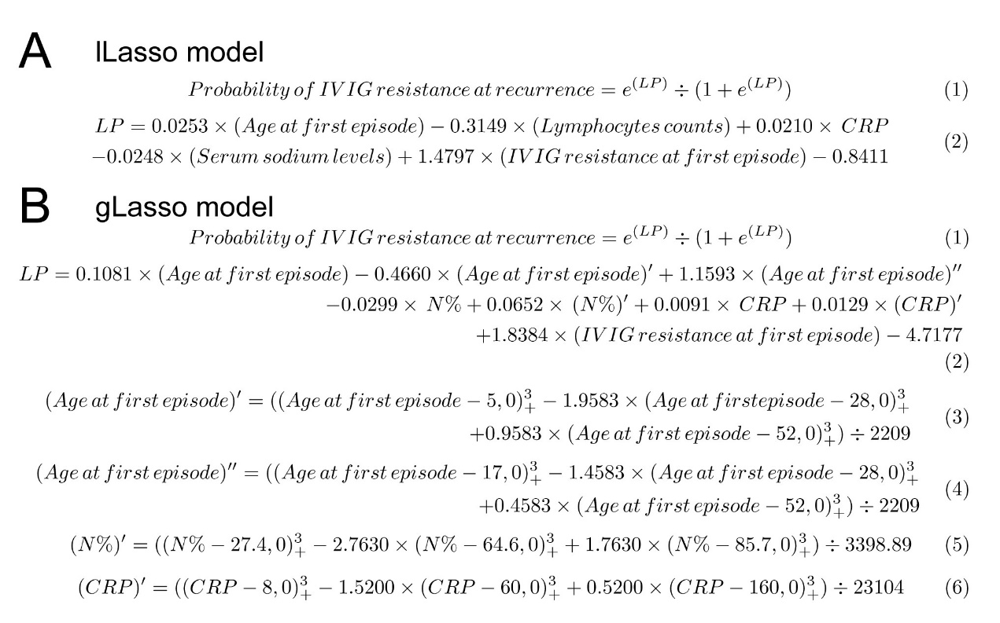 A lLasso model
Probability of IVIG resistance at recurrence = e^(LP) ÷ (1 + e^(LP)) (1)
LP = 0.0253 × (Age at first episode) − 0.3149 × (Lymphocytes counts) + 0.0210 × CRP
−0.0248 × (Serum sodium levels) + 1.4797 × (IVIG resistance at first episode) − 0.8411 (2)
B gLasso model
Probability of IVIG resistance at recurrence = e^(LP) ÷ (1 + e^(LP)) (1)
LP = 0.1081 × (Age at first episode) − 0.4660 × (Age at first episode)′ + 1.1593 × (Age at first episode)′′
−0.0299 × N% + 0.0652 × (N%)′ + 0.0091 × CRP + 0.0129 × (CRP)′
+1.8384 × (IVIG resistance at first episode) − 4.7177
(2)
(Age at first episode)′ = ((Age at first episode − 5, 0)³₊ − 1.9583 × (Age at firstepisode − 28, 0)³₊
+0.9583 × (Age at first episode − 52, 0)³₊) ÷ 2209 (3)
(Age at first episode)′′ = ((Age at first episode − 17, 0)³₊ − 1.4583 × (Age at first episode − 28, 0)³₊
+0.4583 × (Age at first episode − 52, 0)³₊) ÷ 2209 (4)
(N%)′ = ((N% − 27.4, 0)³₊ − 2.7630 × (N% − 64.6, 0)³₊ + 1.7630 × (N% − 85.7, 0)³₊) ÷ 3398.89 (5)
(CRP)′ = ((CRP − 8, 0)³₊ − 1.5200 × (CRP − 60, 0)³₊ + 0.5200 × (CRP − 160, 0)³₊) ÷ 23104 (6)